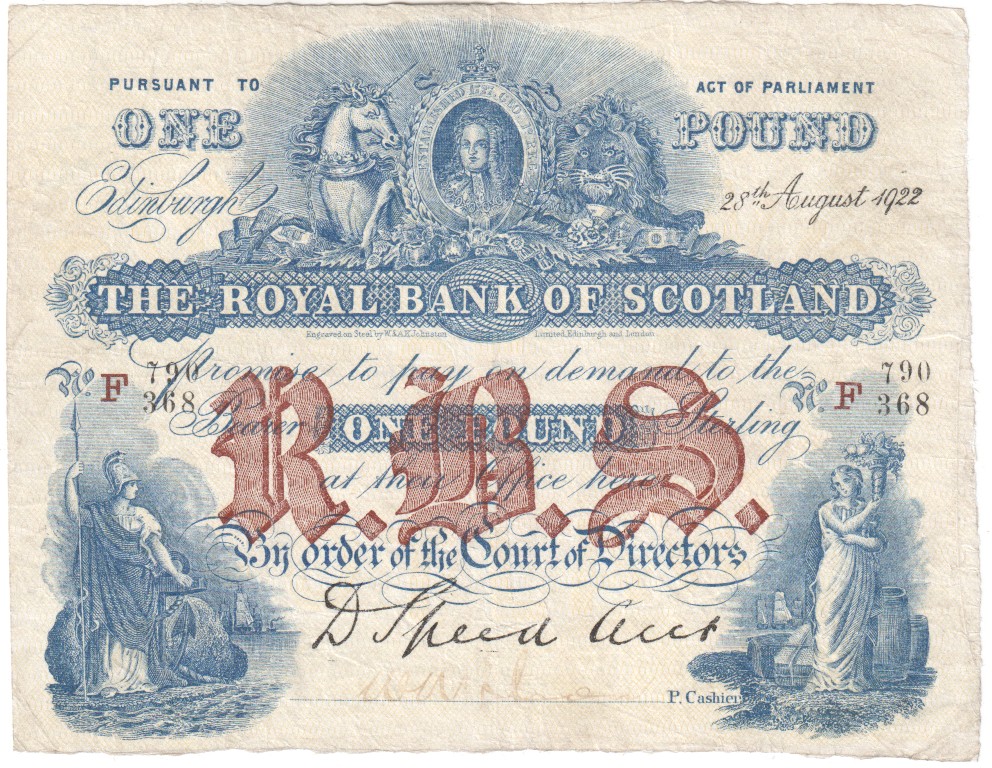 PURSUANT TO ACT OF PARLIAMENT
ONE POUND
ESTABLISHED
Edinburgh 28th August 1922
THE ROYAL BANK OF SCOTLAND
Engraved on Steel by W.& A.K. Johnston Limited, Edinburgh and London
No. F 790 368
Promise to pay on demand to the
No. F 790 368
Bearer ONE POUND Sterling
R.B.S.
at their Office here
By order of the Court of Directors
D Speed Acct
P. Cashier